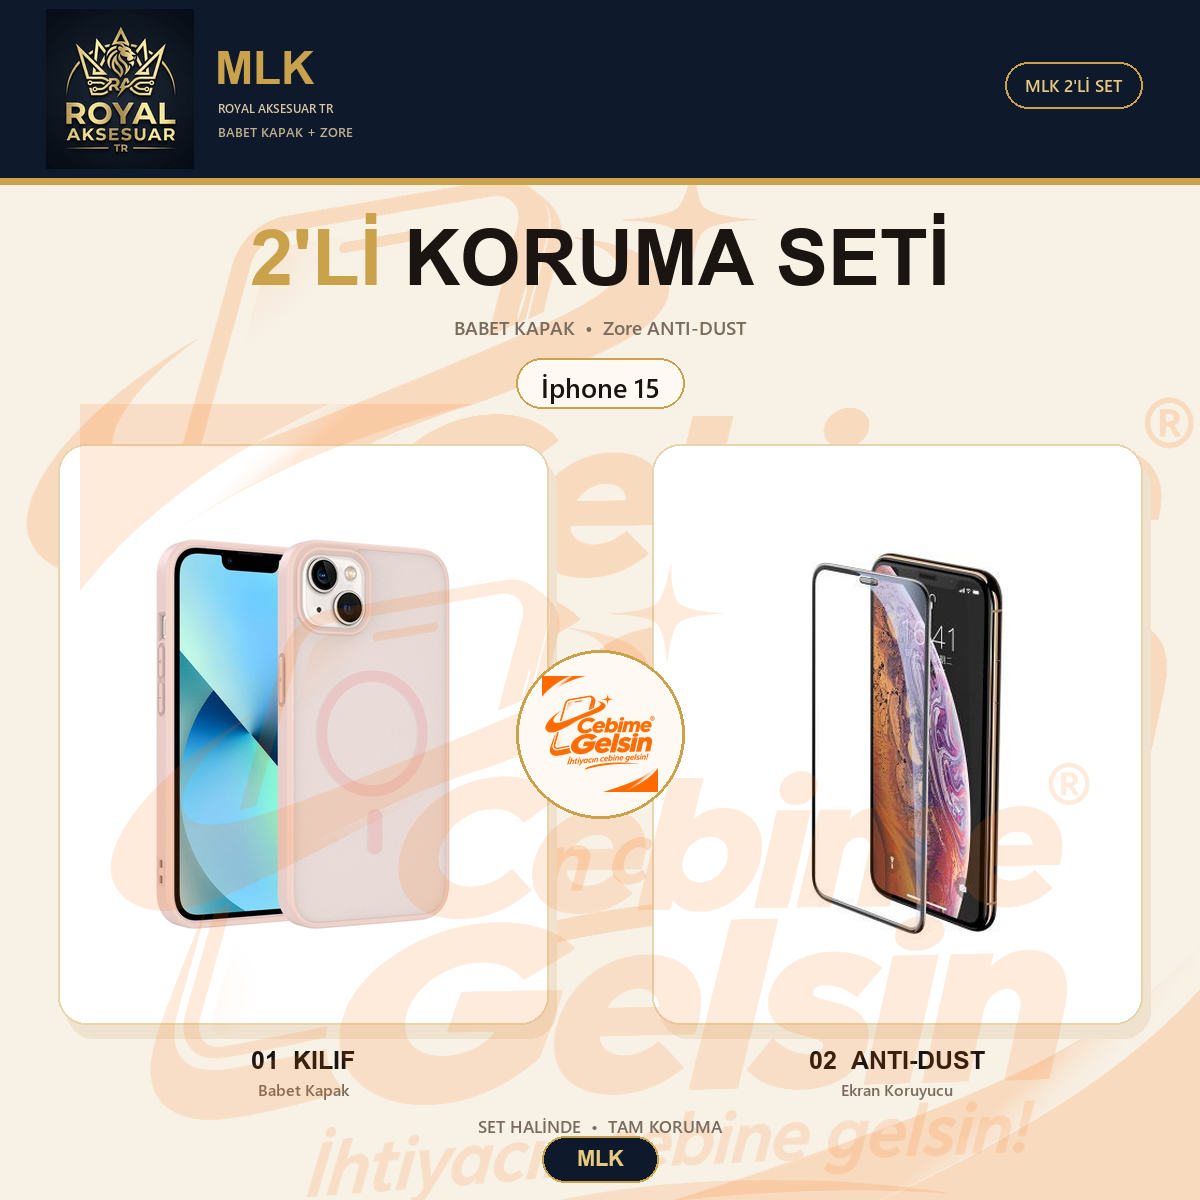 ROYAL
AKSESUAR
TR
MLK
ROYAL AKSESUAR TR
BABET KAPAK + ZORE
MLK 2'Lİ SET
2'Lİ KORUMA SETİ
BABET KAPAK • Zore ANTI-DUST
İphone 15
Cebime
Gelsin
İhtiyacın cebine gelsin!
Cebinje
®
Gelsin
01 KILIF
Babet Kapak
02 ANTI-DUST
Ekran Koruyucu
SET HALİNDE • TAM KORUMA
MLK